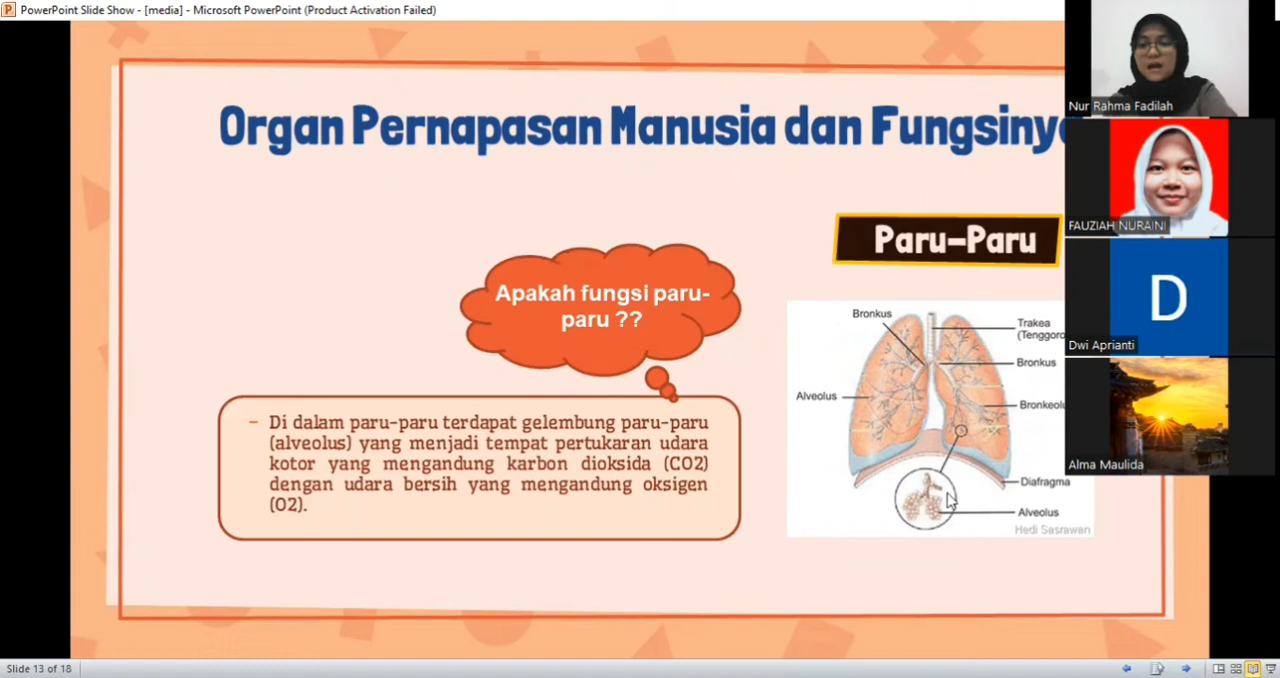 PowerPoint Slide Show - [media] - Microsoft PowerPoint (Product Activation Failed)
Organ Pernapasan Manusia dan Fungsinya
Paru-Paru
Apakah fungsi paru-
paru ??
- Di dalam paru-paru terdapat gelembung paru-paru
(alveolus) yang menjadi tempat pertukaran udara
kotor yang mengandung karbon dioksida (CO2)
dengan udara bersih yang mengandung oksigen
(O2).
Bronkus
Trakea
(Tenggoro
Bronkus
Alveolus
Bronkeolu
Diafragma
Alveolus
Hedi Sasrawan
Nur Rahma Fadilah
FAUZIAH NURAINI
D
Dwi Aprianti
Alma Maulida
Slide 13 of 18